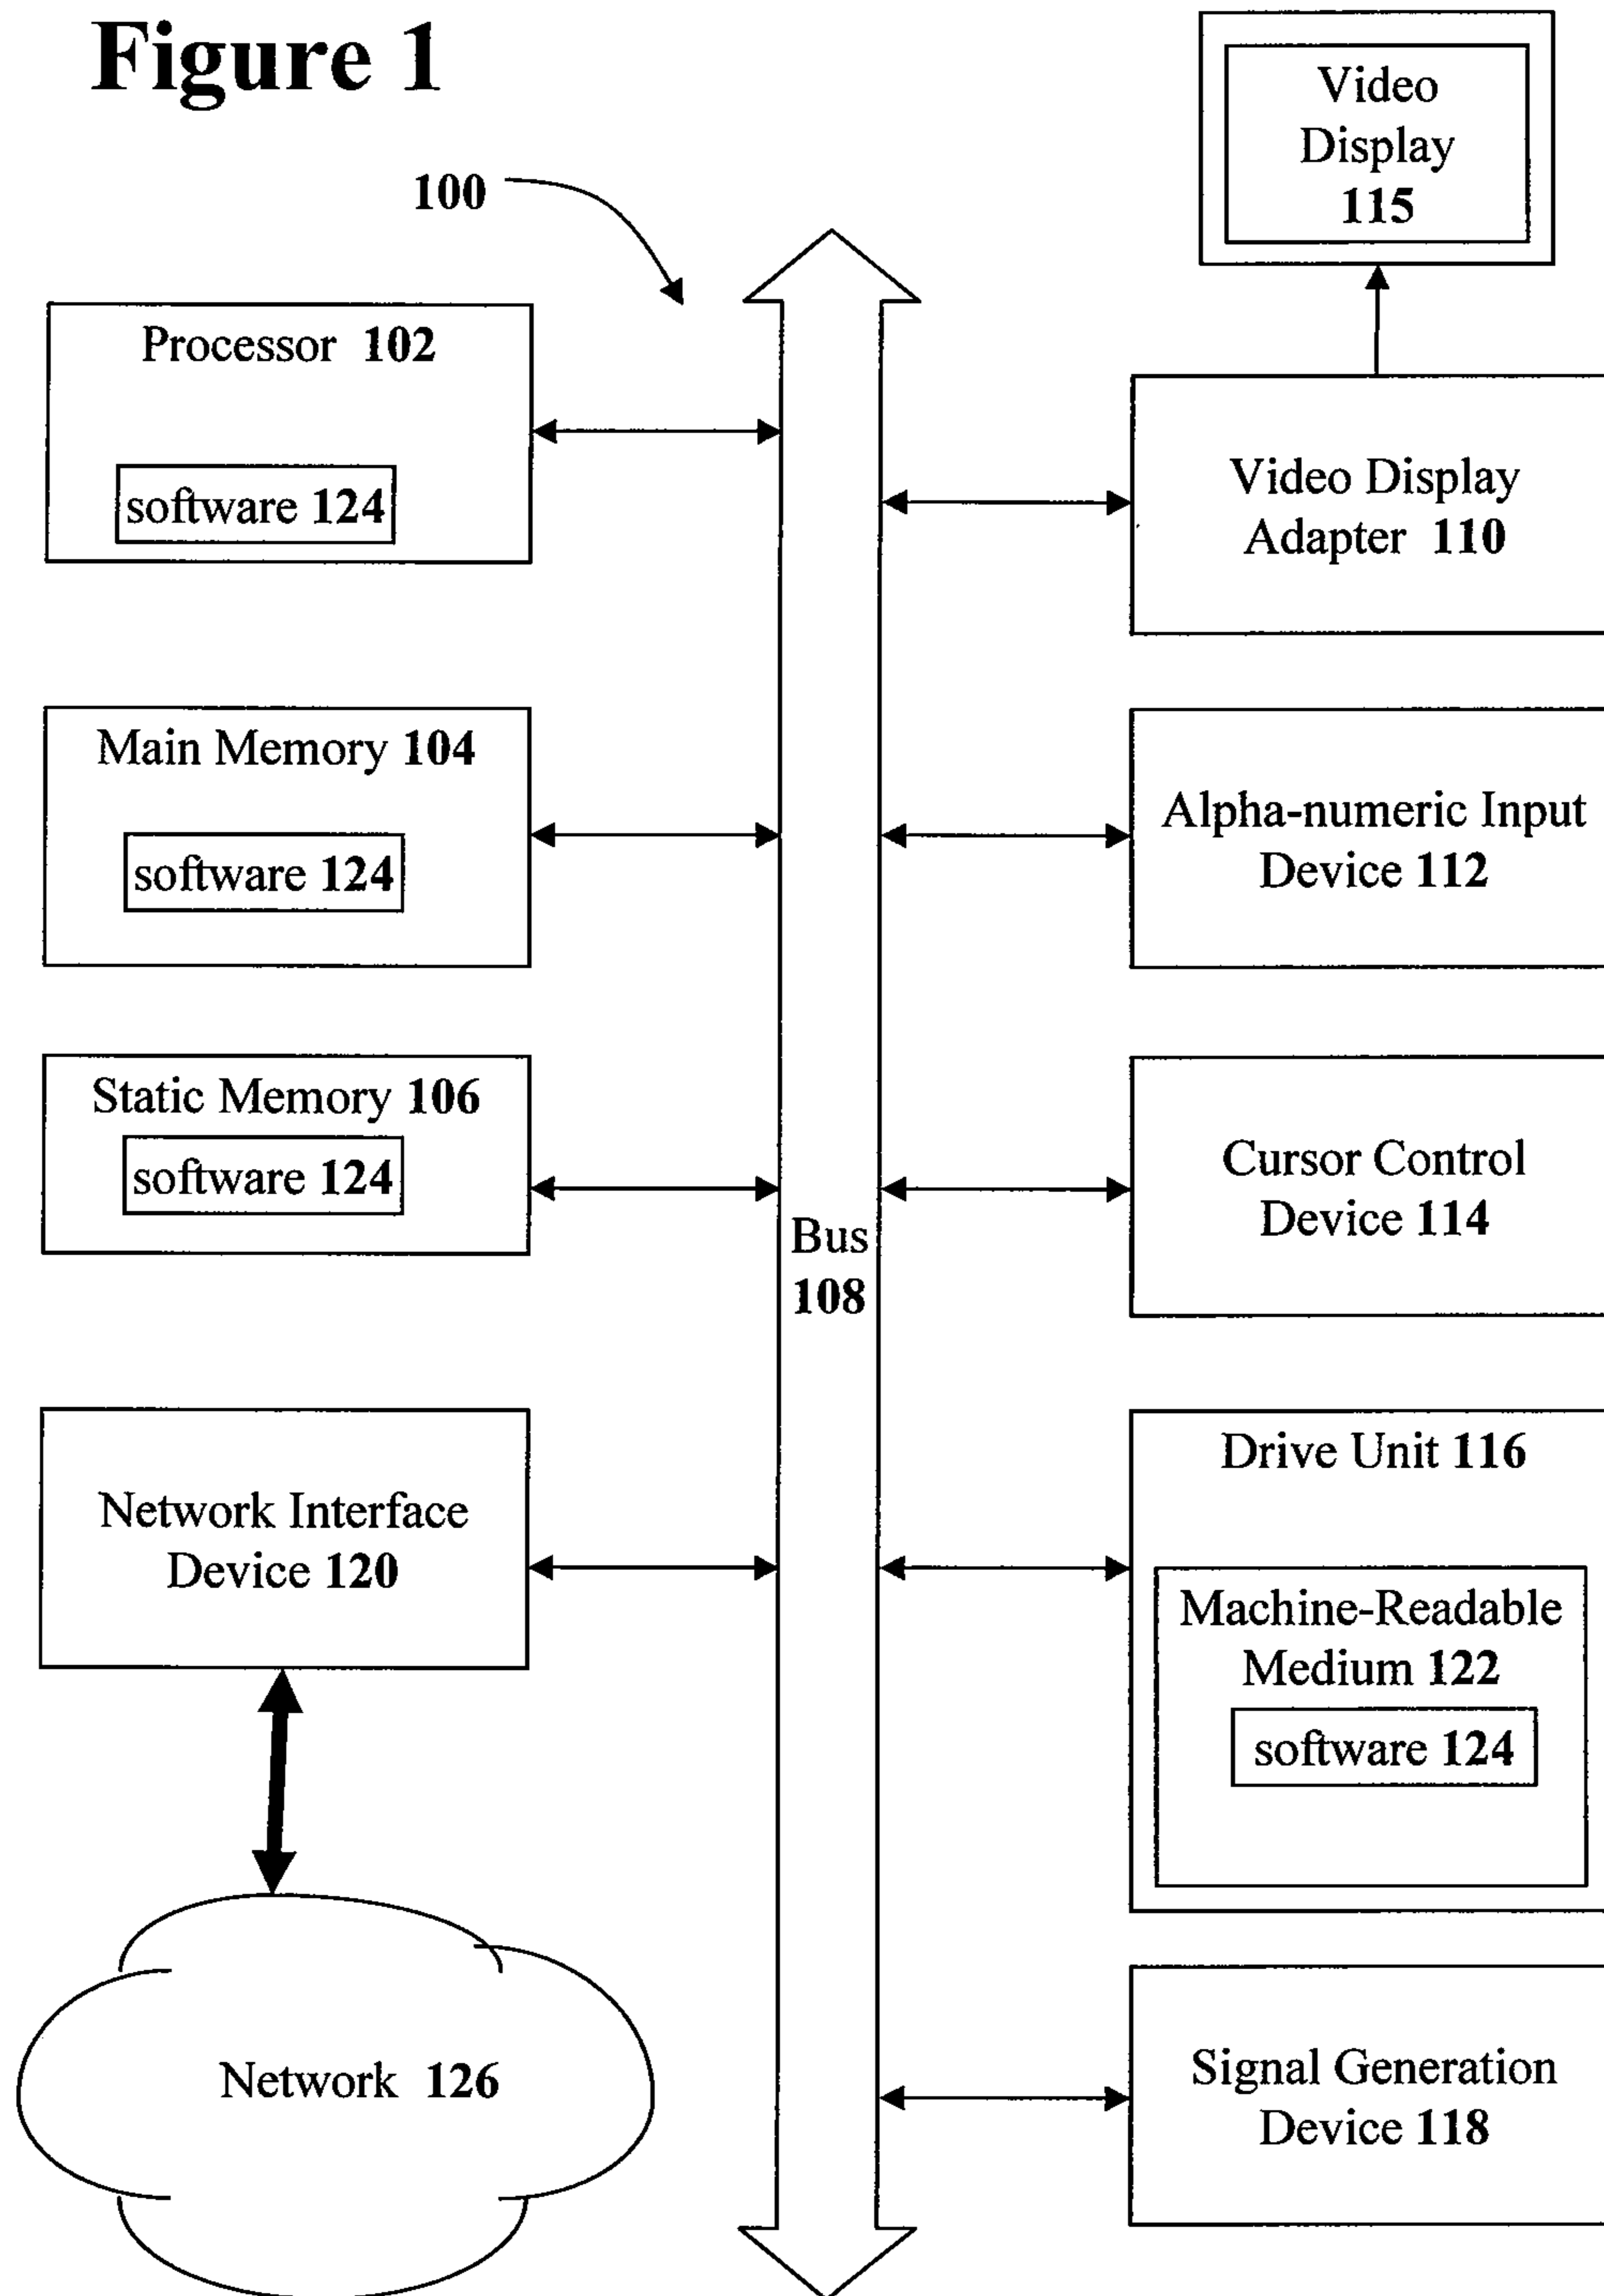 Figure 1
100
Video
Display
115
Processor 102
software 124
Video Display
Adapter 110
Main Memory 104
software 124
Alpha-numeric Input
Device 112
Static Memory 106
software 124
Cursor Control
Device 114
Bus
108
Network Interface
Device 120
Drive Unit 116
Machine-Readable
Medium 122
software 124
Network 126
Signal Generation
Device 118